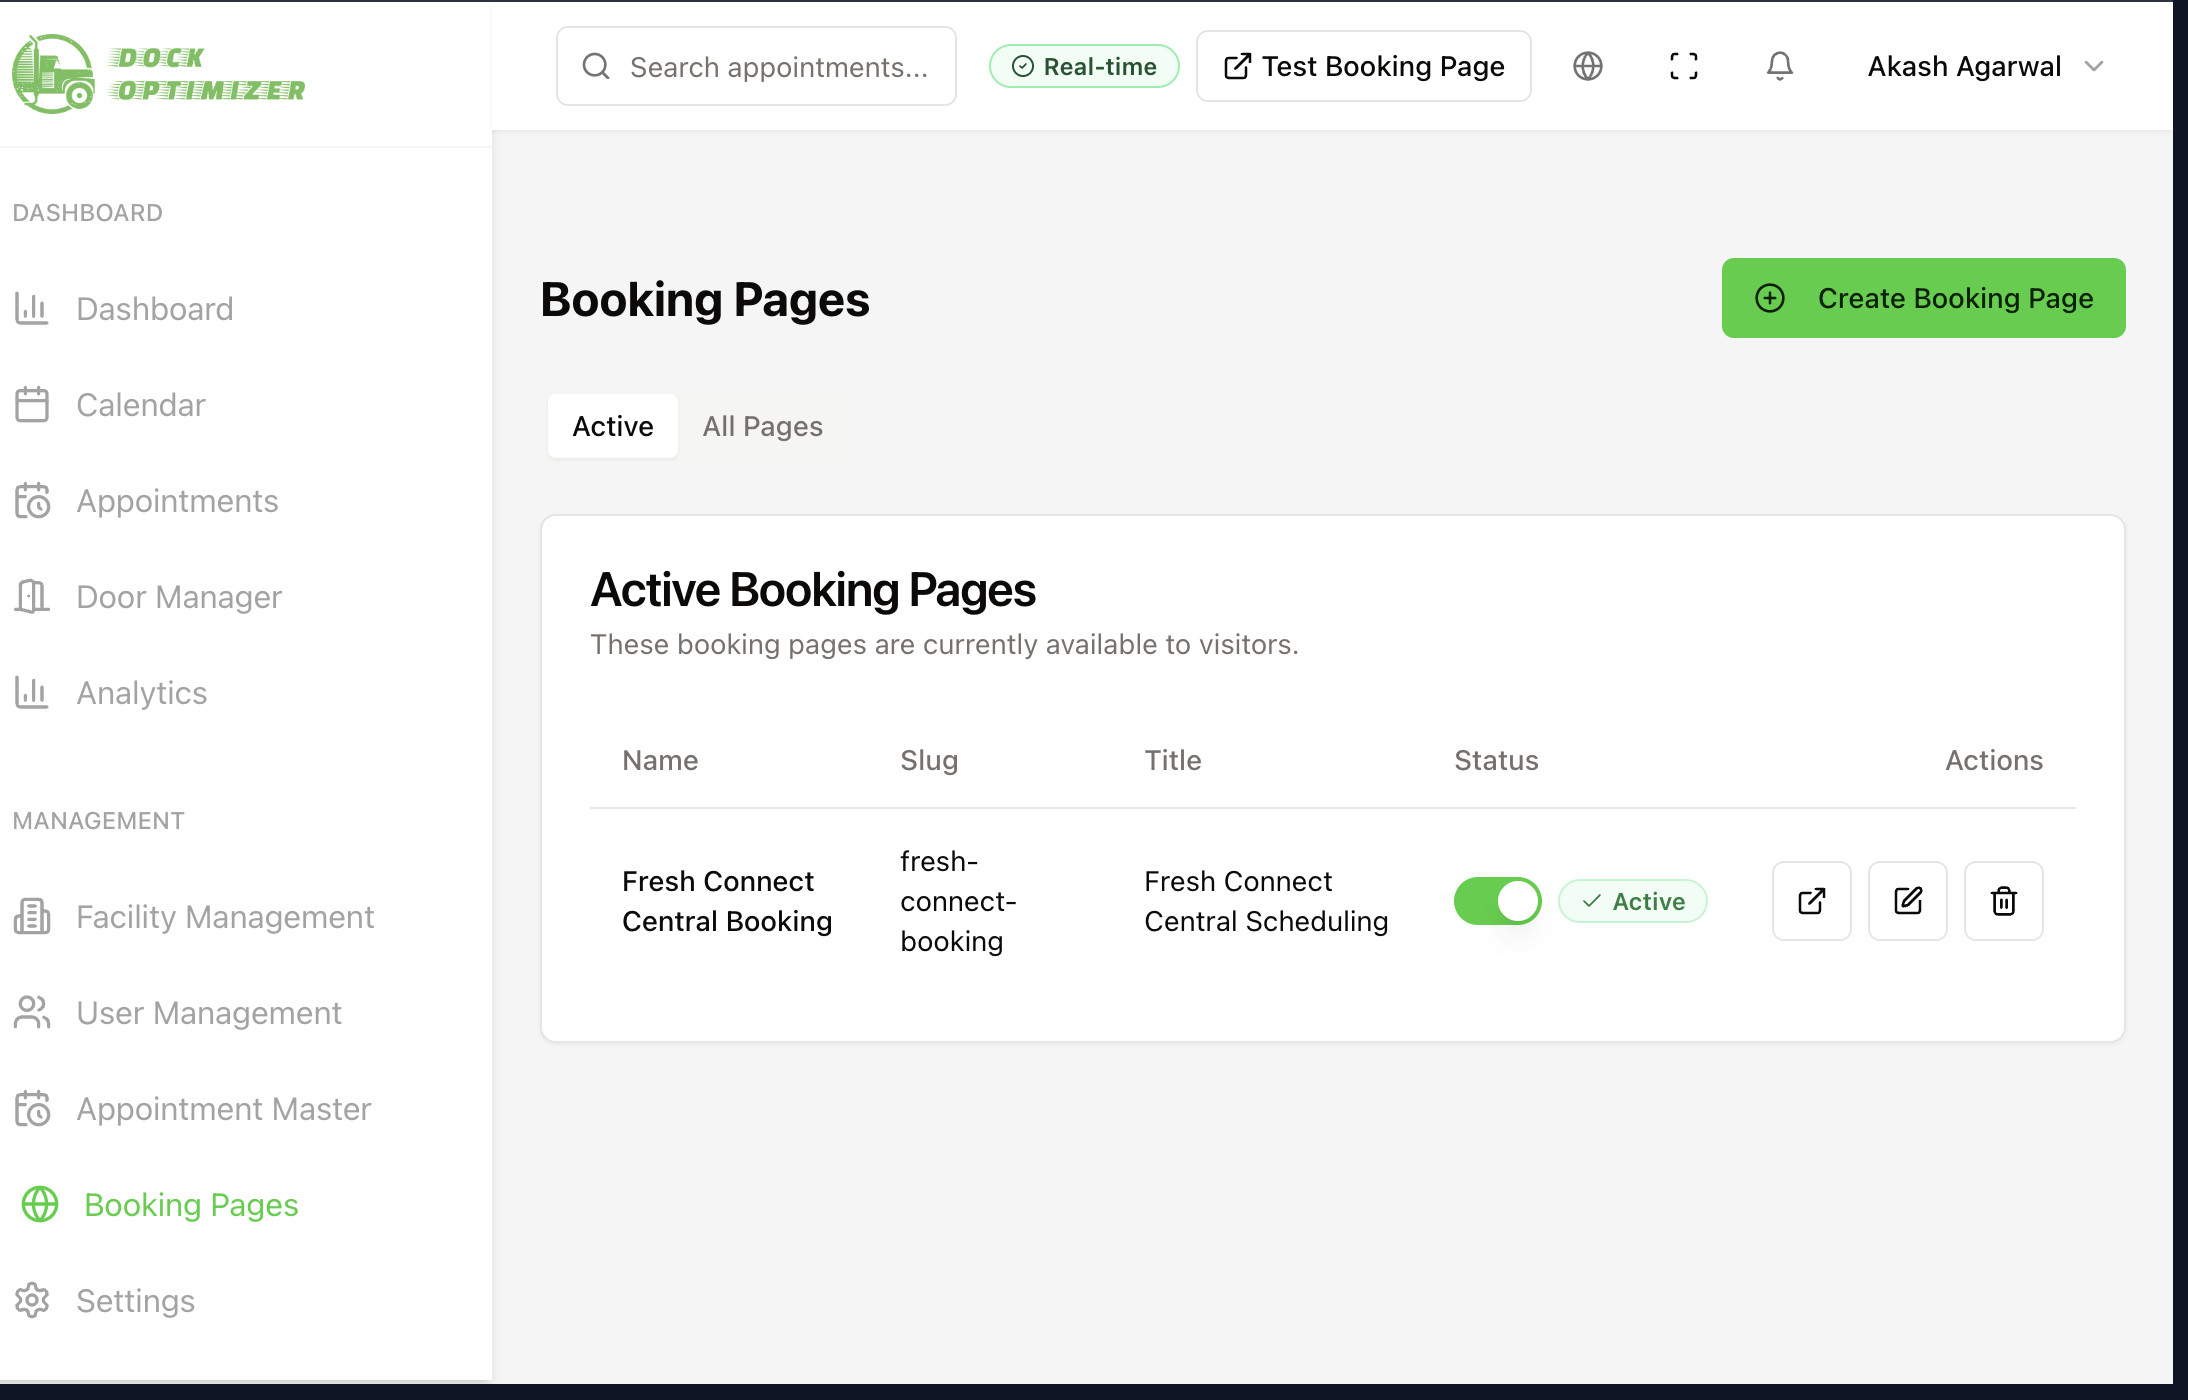 DOCK
OPTIMIZER
Search appointments...
Real-time
Test Booking Page
Akash Agarwal
DASHBOARD
Dashboard
Calendar
Appointments
Door Manager
Analytics
MANAGEMENT
Facility Management
User Management
Appointment Master
Booking Pages
Settings
Booking Pages
Create Booking Page
Active
All Pages
Active Booking Pages
These booking pages are currently available to visitors.
Name
Slug
Title
Status
Actions
Fresh Connect
Central Booking
fresh-
connect-
booking
Fresh Connect
Central Scheduling
Active